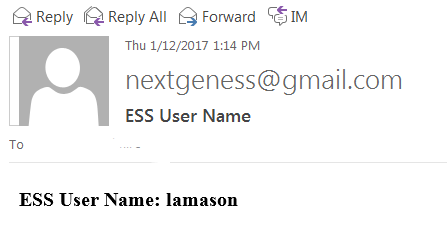 Reply Reply All Forward IM
Thu 1/12/2017 1:14 PM
nextgeness@gmail.com
ESS User Name
To
ESS User Name: lamason